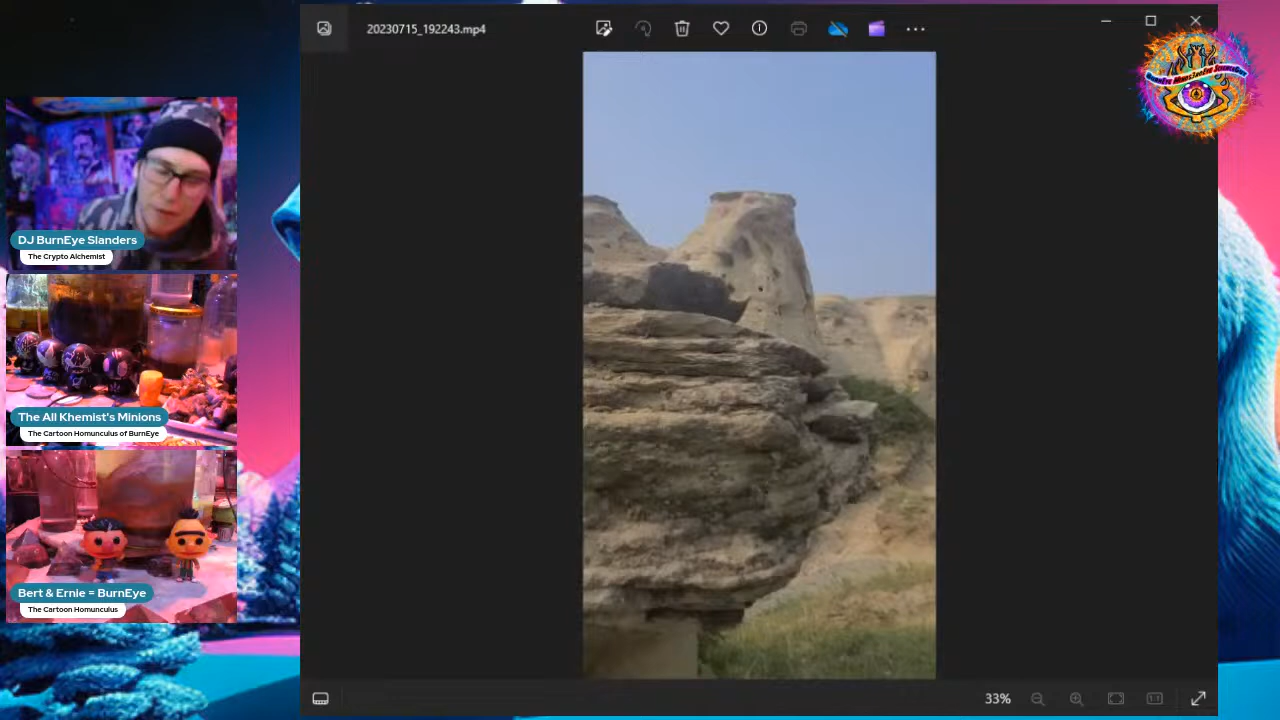 20230715_192243.mp4
DJ BurnEye Slanders
The Crypto Alchemist
The All Khemist's Minions
The Cartoon Homunculus of BurnEye
Bert & Ernie = BurnEye
The Cartoon Homunculus
33%